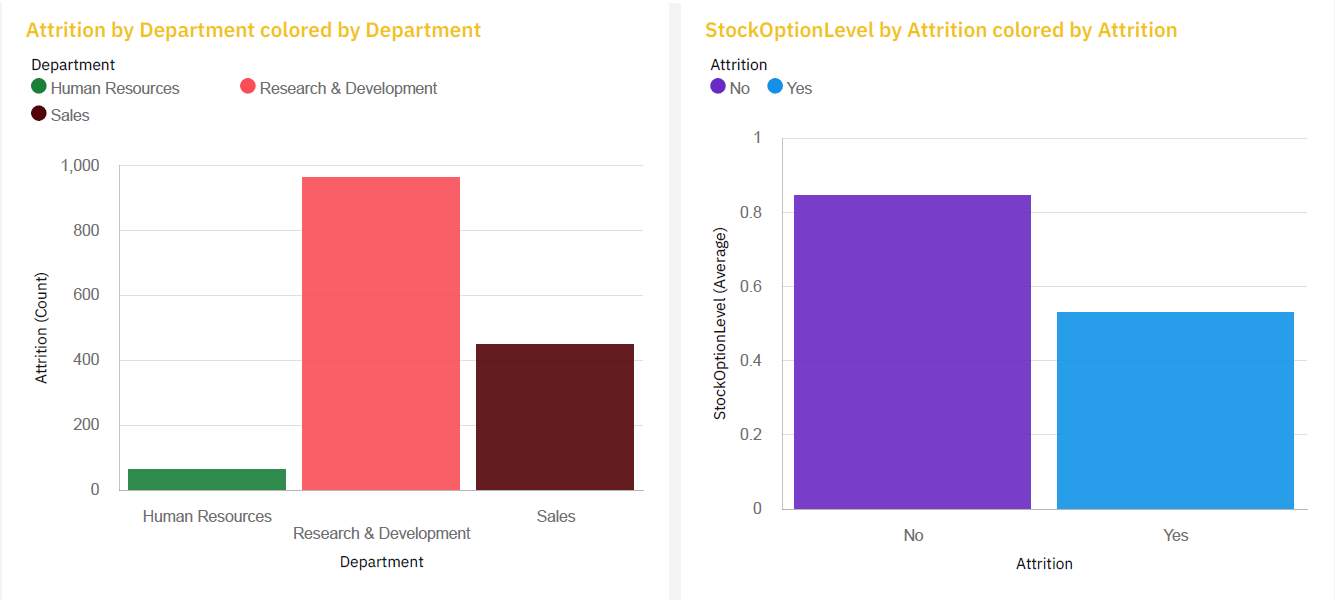 Attrition by Department colored by Department
Department
Human Resources
Research & Development
Sales
1,000
800
600
400
200
0
Attrition (Count)
Human Resources
Research & Development
Sales
Department
StockOptionLevel by Attrition colored by Attrition
Attrition
No
Yes
1
0.8
0.6
0.4
0.2
0
StockOptionLevel (Average)
No
Yes
Attrition